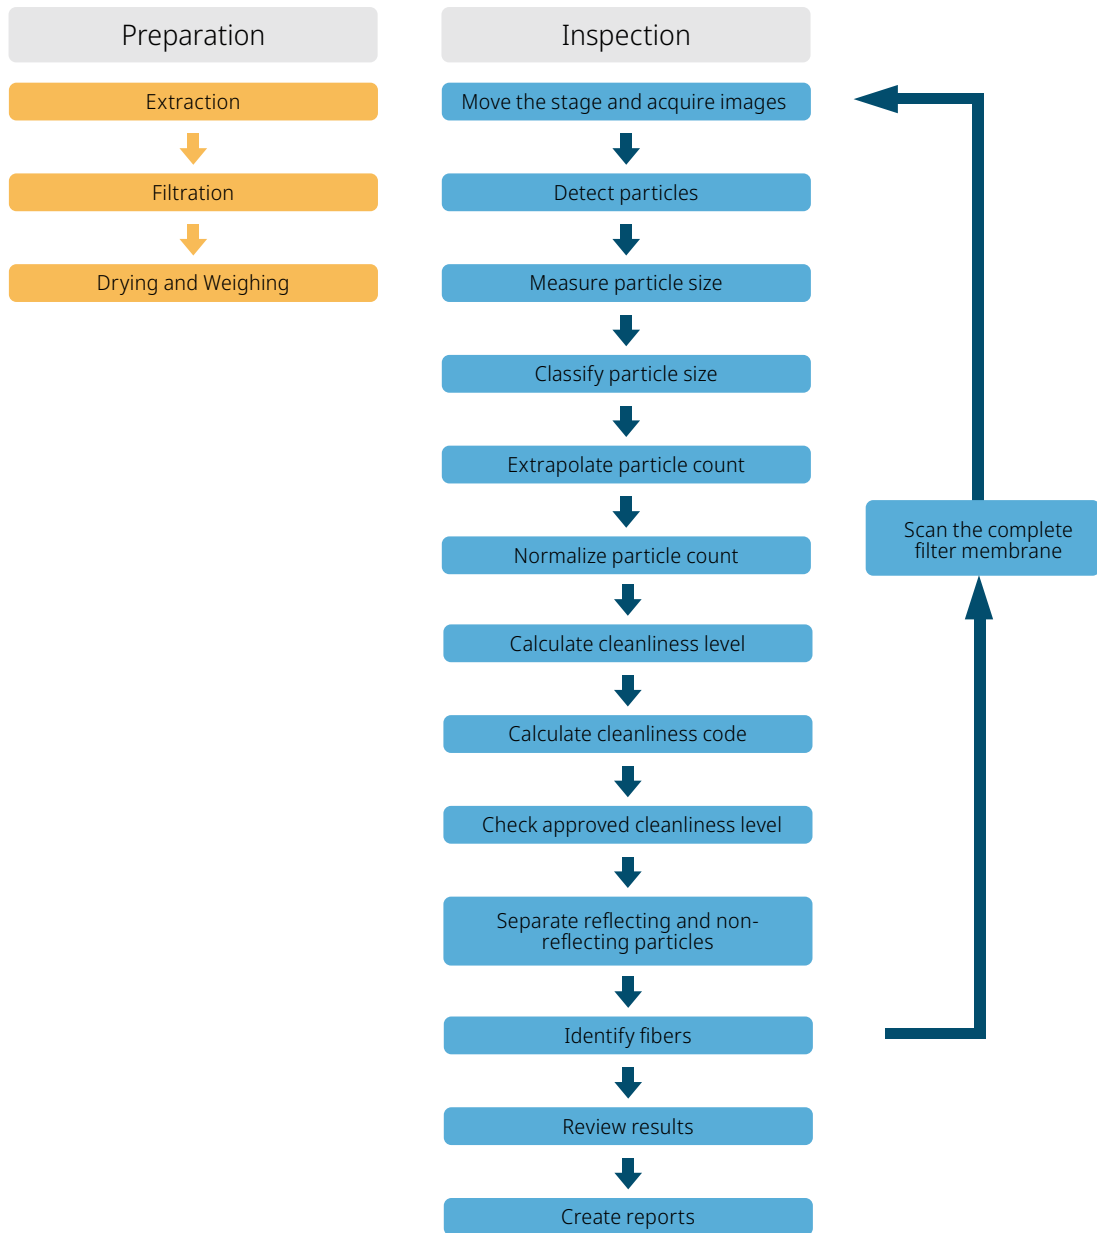 Preparation
Extraction
Filtration
Drying and Weighing
Inspection
Move the stage and acquire images
Detect particles
Measure particle size
Classify particle size
Extrapolate particle count
Normalize particle count
Calculate cleanliness level
Calculate cleanliness code
Check approved cleanliness level
Separate reflecting and non-
reflecting particles
Identify fibers
Review results
Create reports
Scan the complete
filter membrane